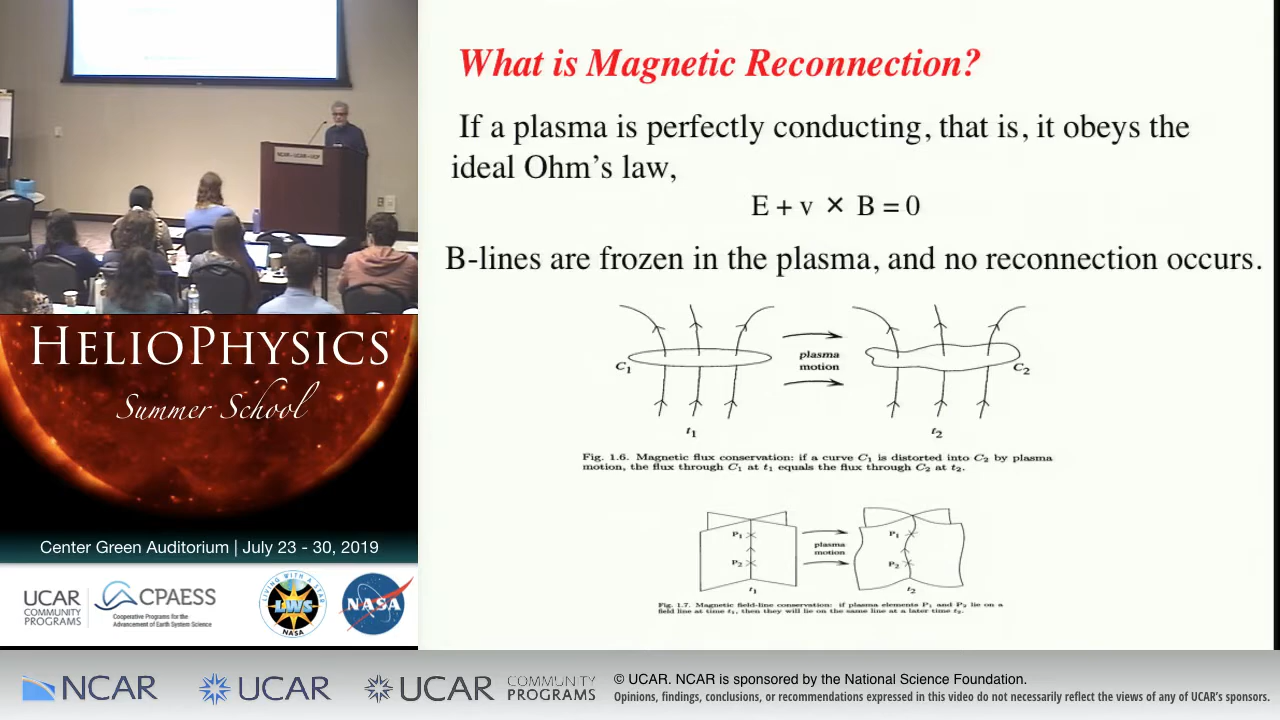 What is Magnetic Reconnection?
If a plasma is perfectly conducting, that is, it obeys the
ideal Ohm's law,
E + v × B = 0
B-lines are frozen in the plasma, and no reconnection occurs.
C1
plasma
motion
C2
t1
t2
Fig. 1.6. Magnetic flux conservation: if a curve C1 is distorted into C2 by plasma
motion, the flux through C1 at t1 equals the flux through C2 at t2.
P1
P2
t1
plasma
motion
P1
P2
t2
Fig. 1.7. Magnetic field-line conservation: if plasma elements P1 and P2 lie on a
field line at time t1, then they will lie on the same line at a later time t2.
NCAR-UCAR-UCP
HELIOPHYSICS
Summer School
Center Green Auditorium | July 23 - 30, 2019
UCAR
COMMUNITY
PROGRAMS
CPAESS
Cooperative Programs for the
Advancement of Earth System Science
LIVING WITH A STAR
LWS
NASA
NASA
NCAR
UCAR
UCAR
COMMUNITY
PROGRAMS
© UCAR. NCAR is sponsored by the National Science Foundation.
Opinions, findings, conclusions, or recommendations expressed in this video do not necessarily reflect the views of any of UCAR's sponsors.